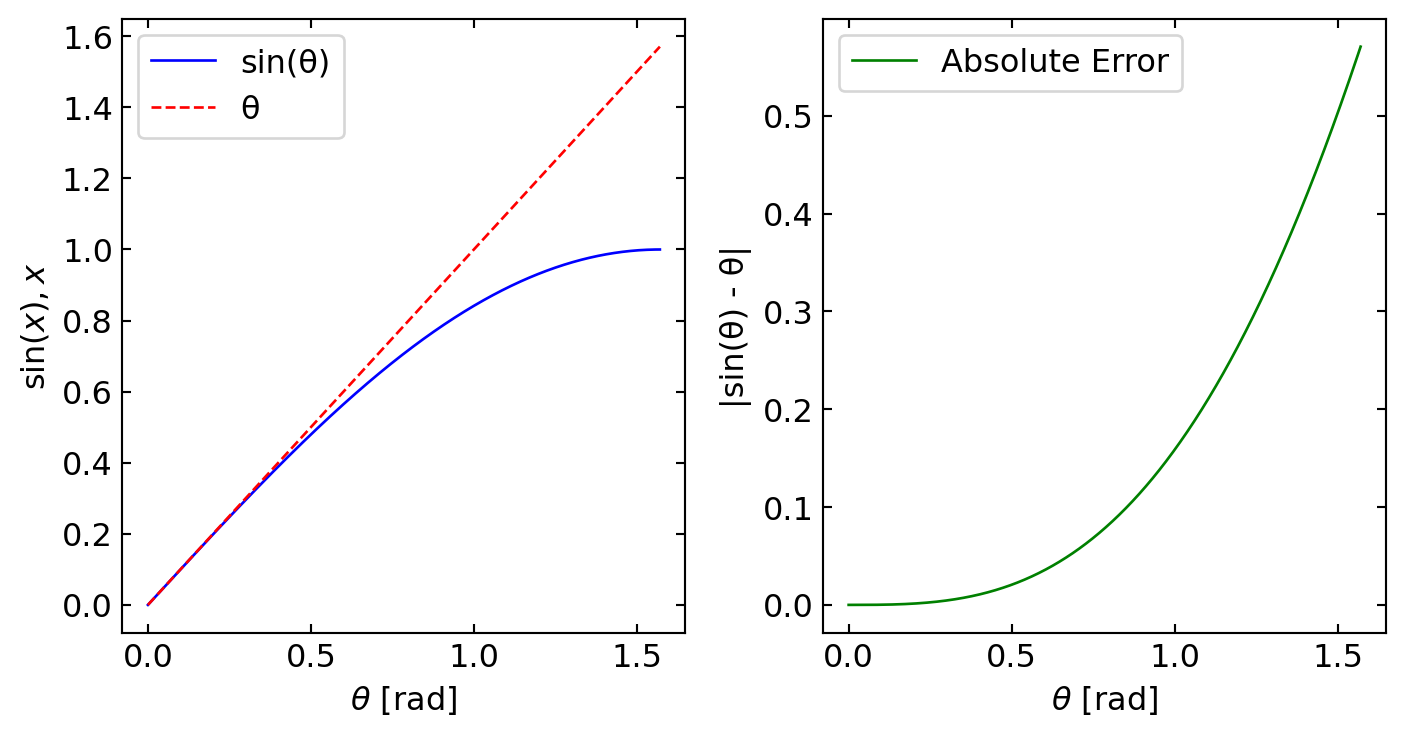 sin(θ)
θ
1.6
1.4
1.2
1.0
0.8
0.6
0.4
0.2
0.0
sin(x), x
0.0 0.5 1.0 1.5
θ [rad]
Absolute Error
0.5
0.4
0.3
0.2
0.1
0.0
|sin(θ) - θ|
0.0 0.5 1.0 1.5
θ [rad]